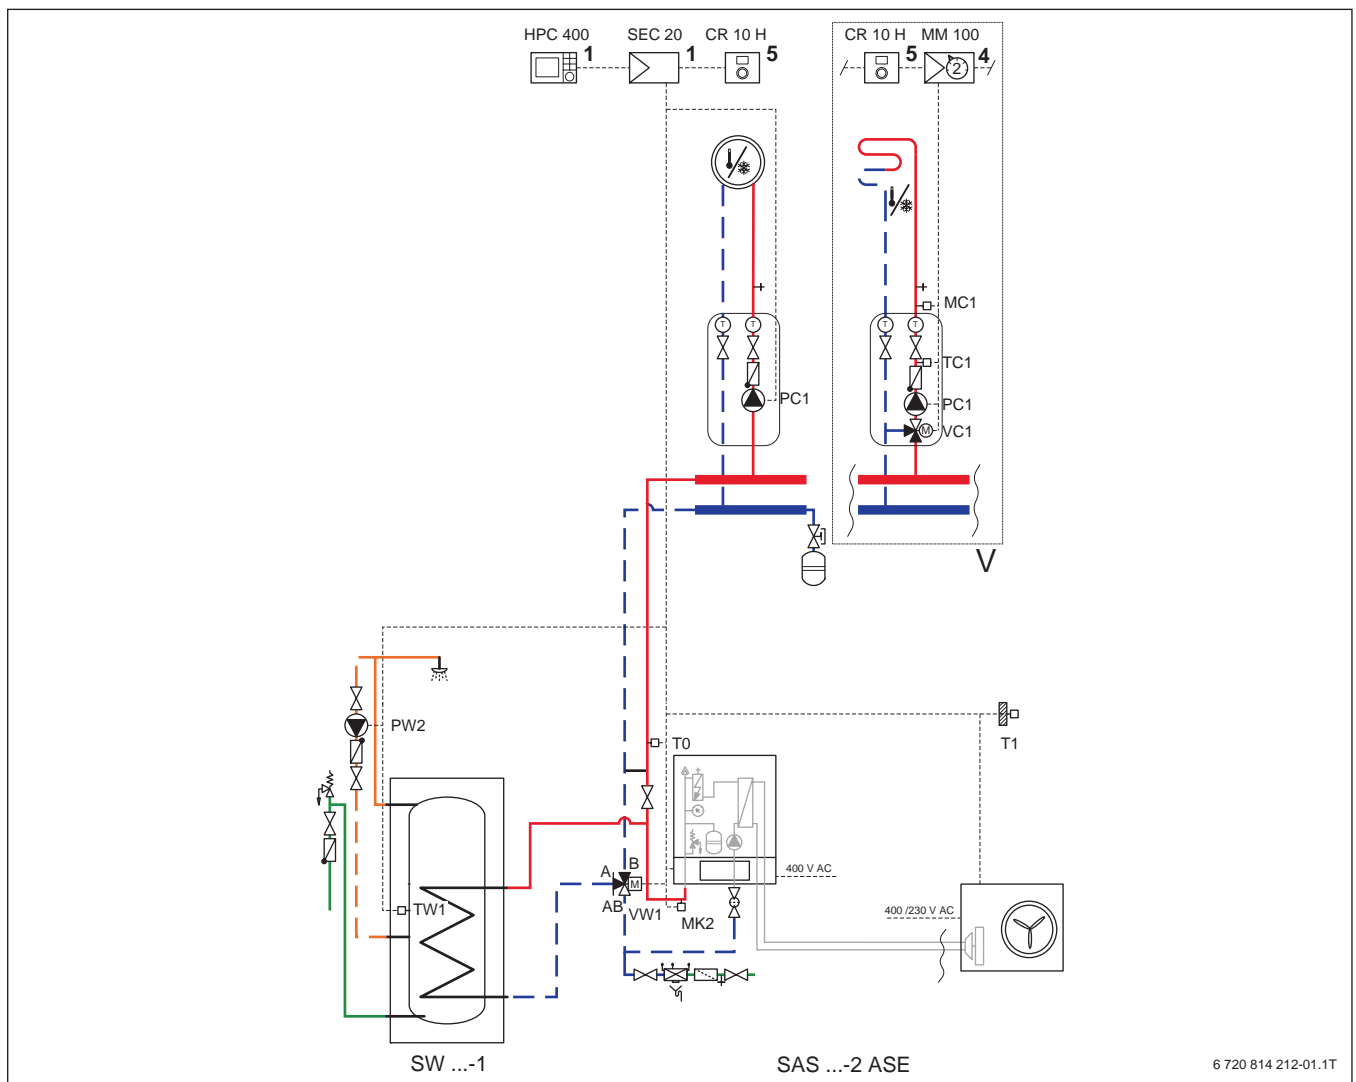 HPC 400 SEC 20 CR 10 H CR 10 H MM 100
1 1 5 5 2 4
MC1
T T T T
TC1
PC1 PC1
M VC1
V
PW2 T0 T1
A B
M
400 V AC
TW1 AB VW1 MK2
400 /230 V AC
SW ...-1 SAS ...-2 ASE
6 720 814 212-01.1T